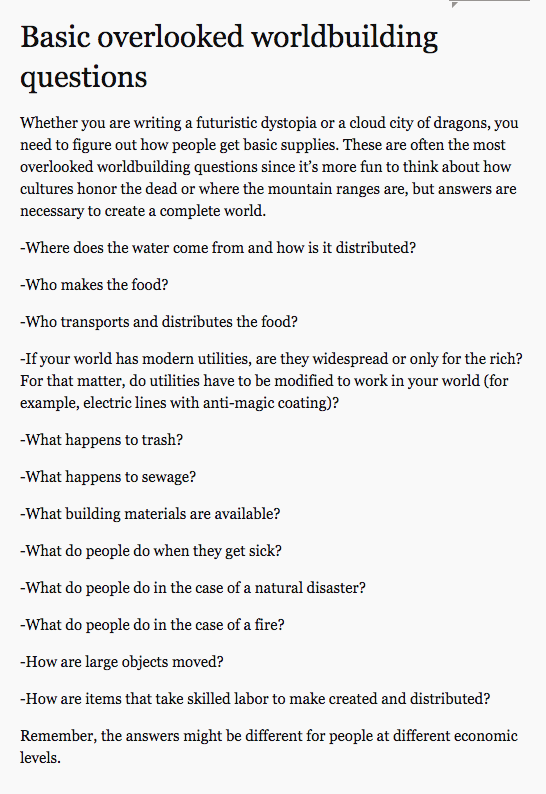 Basic overlooked worldbuilding
questions
Whether you are writing a futuristic dystopia or a cloud city of dragons, you
need to figure out how people get basic supplies. These are often the most
overlooked worldbuilding questions since it’s more fun to think about how
cultures honor the dead or where the mountain ranges are, but answers are
necessary to create a complete world.
-Where does the water come from and how is it distributed?
-Who makes the food?
-Who transports and distributes the food?
-If your world has modern utilities, are they widespread or only for the rich?
For that matter, do utilities have to be modified to work in your world (for
example, electric lines with anti-magic coating)?
-What happens to trash?
-What happens to sewage?
-What building materials are available?
-What do people do when they get sick?
-What do people do in the case of a natural disaster?
-What do people do in the case of a fire?
-How are large objects moved?
-How are items that take skilled labor to make created and distributed?
Remember, the answers might be different for people at different economic
levels.